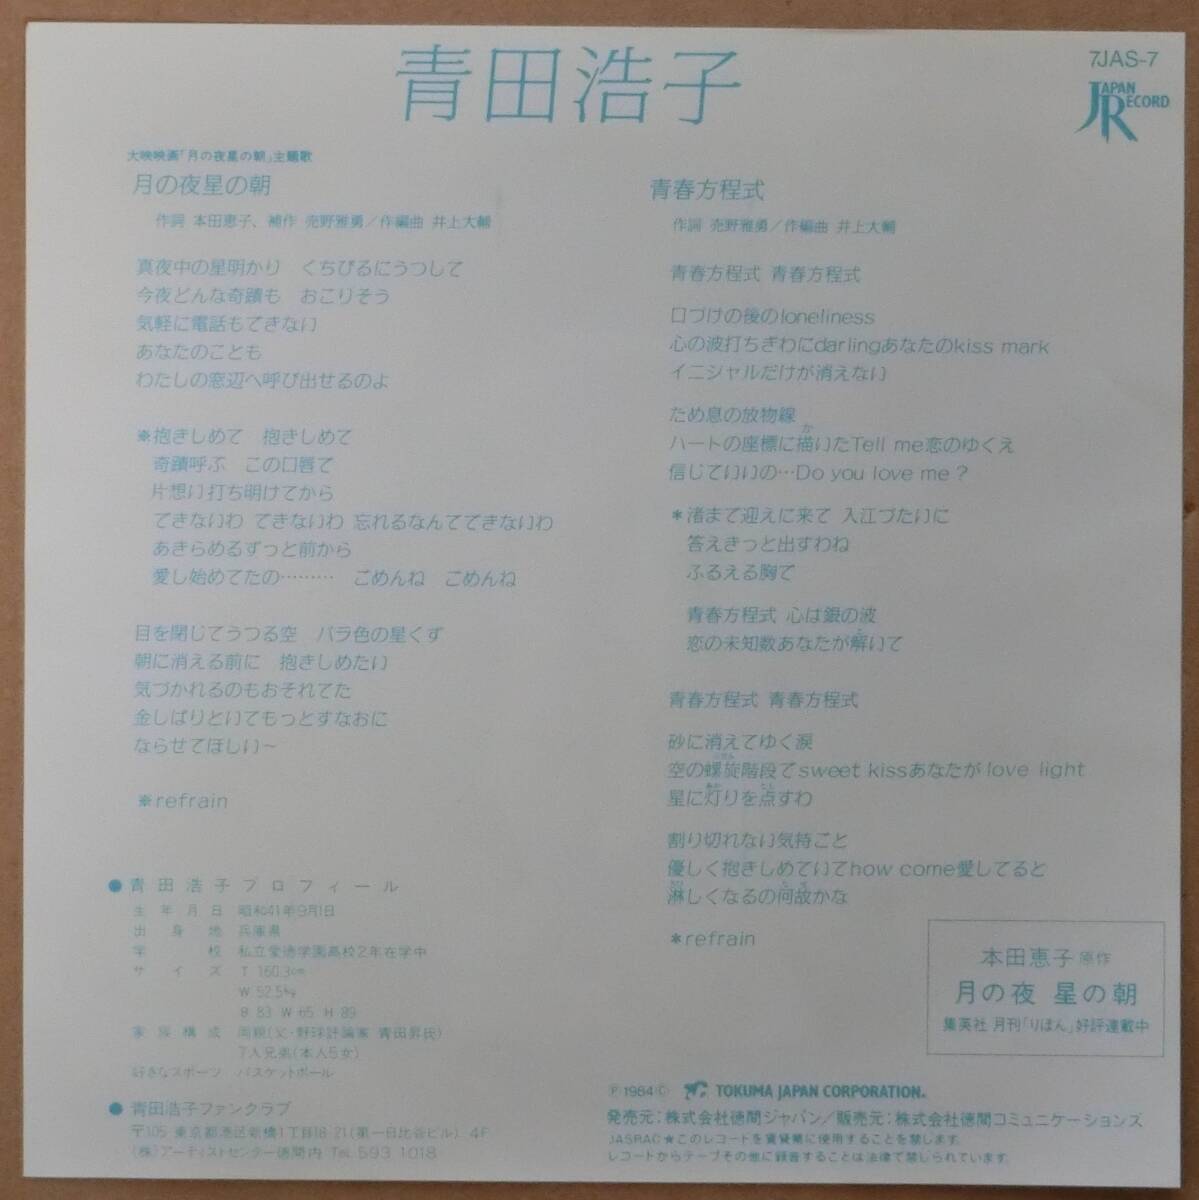 青田浩子
7JAS-7
JAPAN RECORD
大映映画「月の夜星の朝」主題歌
月の夜星の朝
作詞 本田恵子、補作 売野雅勇／作編曲 井上大輔
真夜中の星明かり　くちびるにうつして
今夜どんな奇蹟も　おこりそう
気軽に電話もできない
あなたのことも
わたしの窓辺へ呼び出せるのよ
※抱きしめて　抱きしめて
奇蹟呼ぶ　この口唇で
片想い打ち明けてから
できないわ できないわ 忘れるなんてできないわ
あきらめるずっと前から
愛し始めてたの………　ごめんね　ごめんね
目を閉じてうつる空　バラ色の星くず
朝に消える前に　抱きしめたい
気づかれるのもおそれてた
金しばりといてもっとすなおに
ならせてほしい～
※refrain
青春方程式
作詞 売野雅勇／作編曲 井上大輔
青春方程式 青春方程式
口づけの後のloneliness
心の波打ちぎわにdarlingあなたのkiss mark
イニシャルだけが消えない
ため息の放物線
ハートの座標に描いたTell me恋のゆくえ
信じていいの…Do you love me？
＊渚まで迎えに来て 入江づたいに
答えきっと出すわね
ふるえる胸で
青春方程式 心は銀の波
恋の未知数あなたが解いて
青春方程式 青春方程式
砂に消えてゆく涙
空の螺旋階段でsweet kissあなたがlove light
星に灯りを点すわ
割り切れない気持ごと
優しく抱きしめていてhow come愛してると
淋しくなるの何故かな
＊refrain
●青田浩子プロフィール
生年月日　昭和41年9月1日
出身地　兵庫県
学校　私立愛徳学園高校2年在学中
サイズ　T 160.3cm
W 52.5kg
B 83 W 65 H 89
家族構成　両親(父・野球評論家 青田昇氏)
7人兄弟(本人5女)
好きなスポーツ　バスケットボール
●青田浩子ファンクラブ
〒105 東京都港区新橋1丁目18-21(第一日比谷ビル) 4F
(株)アーティストセンター徳間内 TEL 593 1018
本田恵子 原作
月の夜 星の朝
集英社 月刊「りぼん」好評連載中
Ⓟ1984Ⓒ TOKUMA JAPAN CORPORATION.
発売元：株式会社徳間ジャパン／販売元：株式会社徳間コミュニケーションズ
JASRAC★このレコードを賃貸業に使用することを禁じます.
レコードからテープその他に録音することは法律で禁じられています.